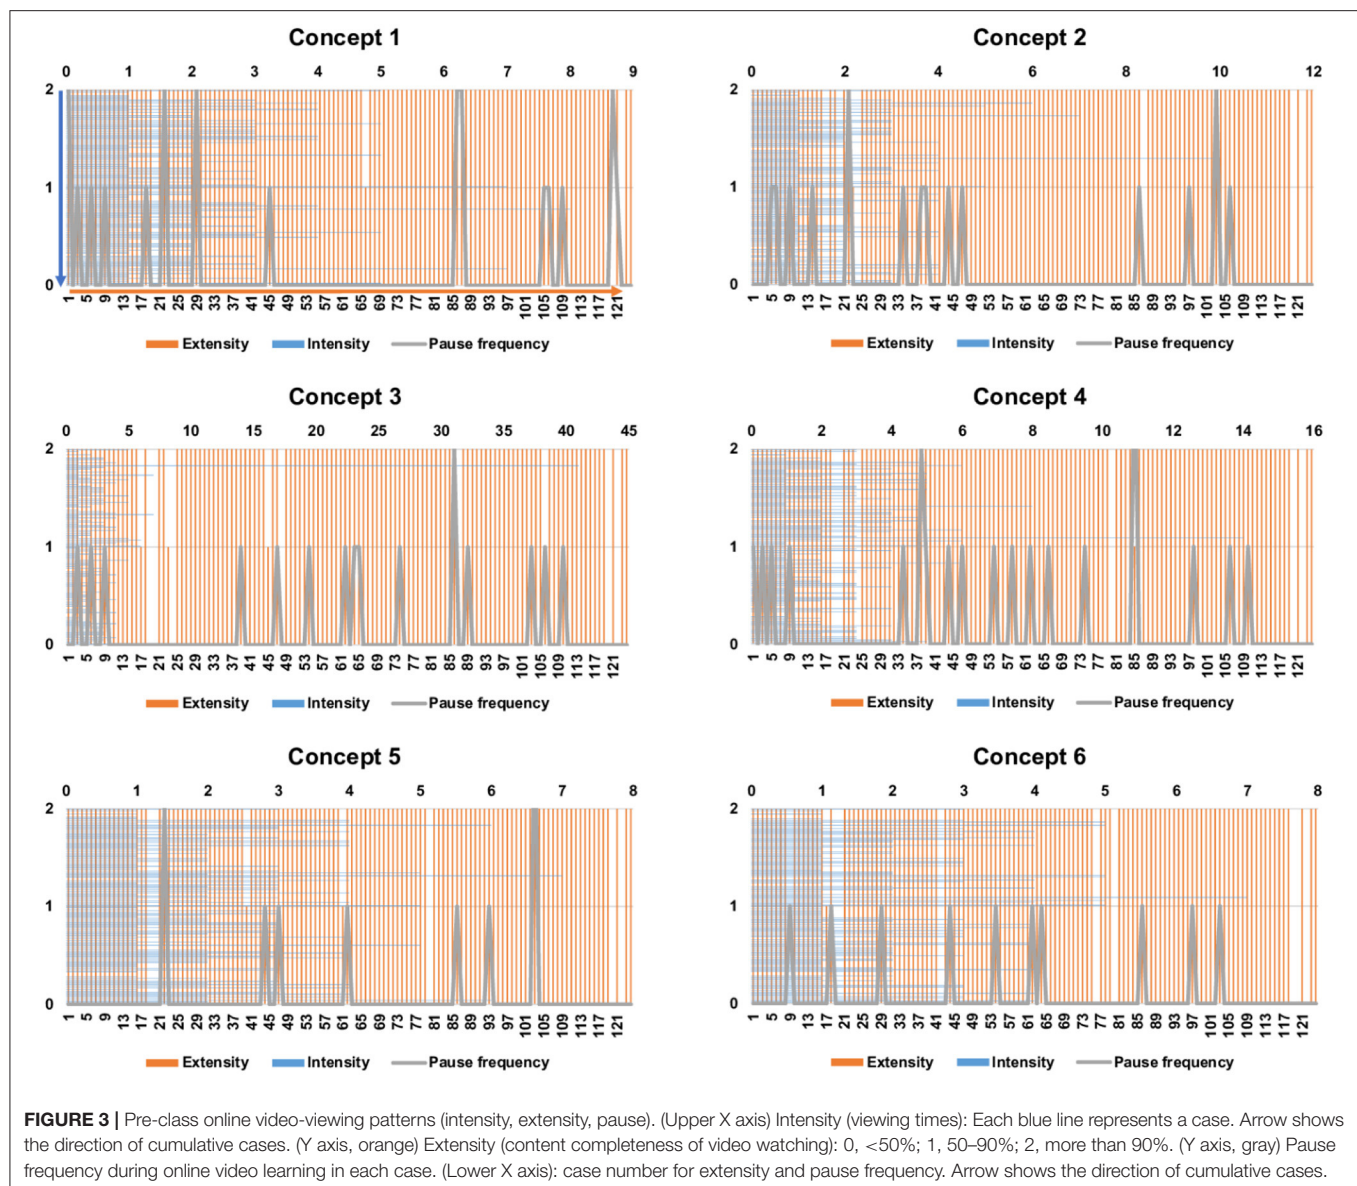 Concept 1
0 1 2 3 4 5 6 7 8 9
2
1
0
1 5 9 13 17 21 25 29 33 37 41 45 49 53 57 61 65 69 73 77 81 85 89 93 97 101 105 109 113 117 121
Extensity Intensity Pause frequency
Concept 2
0 2 4 6 8 10 12
2
1
0
1 5 9 13 17 21 25 29 33 37 41 45 49 53 57 61 65 69 73 77 81 85 89 93 97 101 105 109 113 117 121
Extensity Intensity Pause frequency
Concept 3
0 5 10 14 15 20 25 30 35 40 45
2
1
0
1 5 9 13 17 21 25 29 33 37 41 45 49 53 57 61 65 69 73 77 81 85 89 93 97 101 105 109 113 117 121
Extensity Intensity Pause frequency
Concept 4
0 2 4 6 8 10 12 14 16
2
1
0
1 5 9 13 17 21 25 29 33 37 41 45 49 53 57 61 65 69 73 77 81 85 89 93 97 101 105 109 113 117 121
Extensity Intensity Pause frequency
Concept 5
0 1 2 3 4 5 6 7 8
2
1
0
1 5 9 13 17 21 25 29 33 37 41 45 49 53 57 61 65 69 73 77 81 85 89 93 97 101 105 109 113 117 121
Extensity Intensity Pause frequency
Concept 6
0 1 2 3 4 5 6 7 8
2
1
0
1 5 9 13 17 21 25 29 33 37 41 45 49 53 57 61 65 69 73 77 81 85 89 93 97 101 105 109 113 117 121
Extensity Intensity Pause frequency
FIGURE 3 | Pre-class online video-viewing patterns (intensity, extensity, pause). (Upper X axis) Intensity (viewing times): Each blue line represents a case. Arrow shows
the direction of cumulative cases. (Y axis, orange) Extensity (content completeness of video watching): 0, <50%; 1, 50–90%; 2, more than 90%. (Y axis, gray) Pause
frequency during online video learning in each case. (Lower X axis): case number for extensity and pause frequency. Arrow shows the direction of cumulative cases.